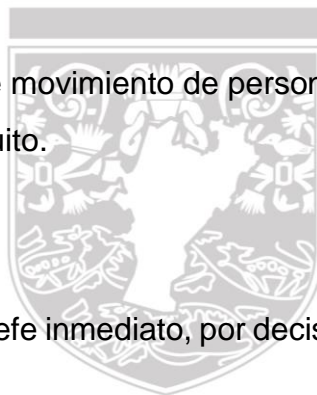 movimiento de person
uito.
efe inmediato, por decis